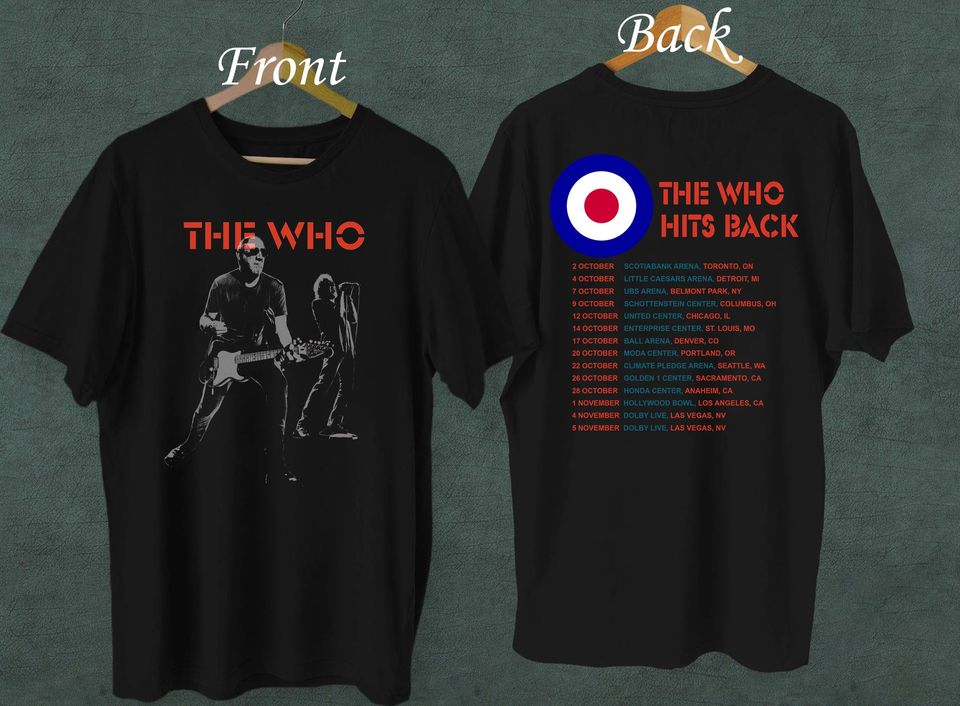 Front
Back
THE WHO
THE WHO
HITS BACK
2 OCTOBER SCOTIABANK ARENA, TORONTO, ON
4 OCTOBER LITTLE CAESARS ARENA, DETROIT, MI
7 OCTOBER UBS ARENA, BELMONT PARK, NY
9 OCTOBER SCHOTTENSTEIN CENTER, COLUMBUS, OH
12 OCTOBER UNITED CENTER, CHICAGO, IL
14 OCTOBER ENTERPRISE CENTER, ST. LOUIS, MO
17 OCTOBER BALL ARENA, DENVER, CO
20 OCTOBER MODA CENTER, PORTLAND, OR
22 OCTOBER CLIMATE PLEDGE ARENA, SEATTLE, WA
26 OCTOBER GOLDEN 1 CENTER, SACRAMENTO, CA
28 OCTOBER HONDA CENTER, ANAHEIM, CA
1 NOVEMBER HOLLYWOOD BOWL, LOS ANGELES, CA
4 NOVEMBER DOLBY LIVE, LAS VEGAS, NV
5 NOVEMBER DOLBY LIVE, LAS VEGAS, NV